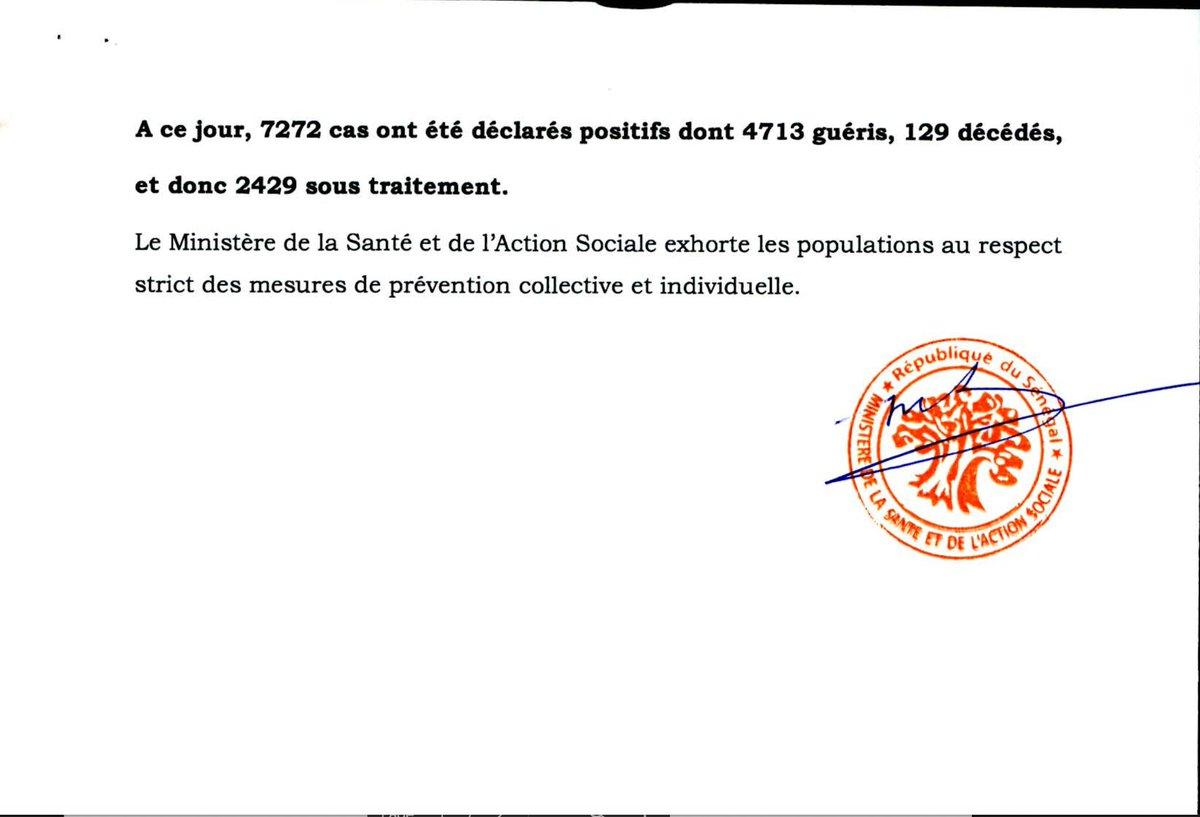 A ce jour, 7272 cas ont été déclarés positifs dont 4713 guéris, 129 décédés,
et donc 2429 sous traitement.
Le Ministère de la Santé et de l'Action Sociale exhorte les populations au respect
strict des mesures de prévention collective et individuelle.
★ République du Sénégal ★
MINISTERE DE LA SANTE ET DE L'ACTION SOCIALE